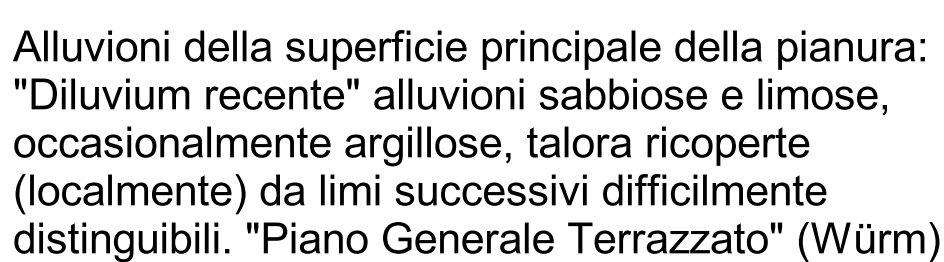 Alluvioni della superficie principale della pianura:
"Diluvium recente" alluvioni sabbiose e limose,
occasionalmente argillose, talora ricoperte
(localmente) da limi successivi difficilmente
distinguibili. "Piano Generale Terrazzato" (Würm)